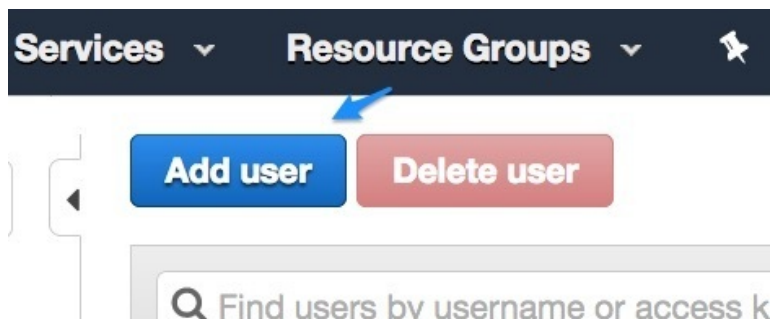 Services Resource Groups
Add user Delete user
Find users by username or access k